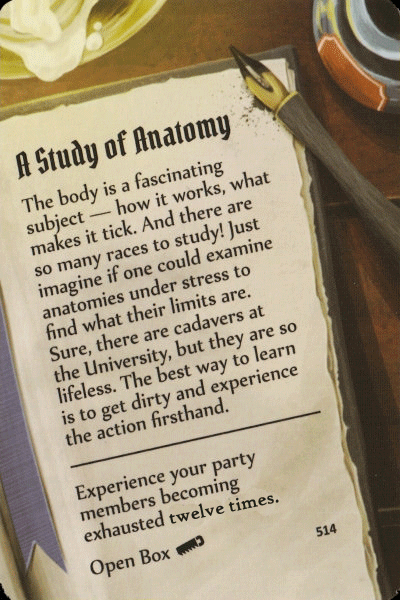 A Study of Anatomy
The body is a fascinating
subject — how it works, what
makes it tick. And there are
so many races to study! Just
imagine if one could examine
anatomies under stress to
find what their limits are.
Sure, there are cadavers at
the University, but they are so
lifeless. The best way to learn
is to get dirty and experience
the action firsthand.
Experience your party
members becoming
exhausted twelve times.
Open Box
514